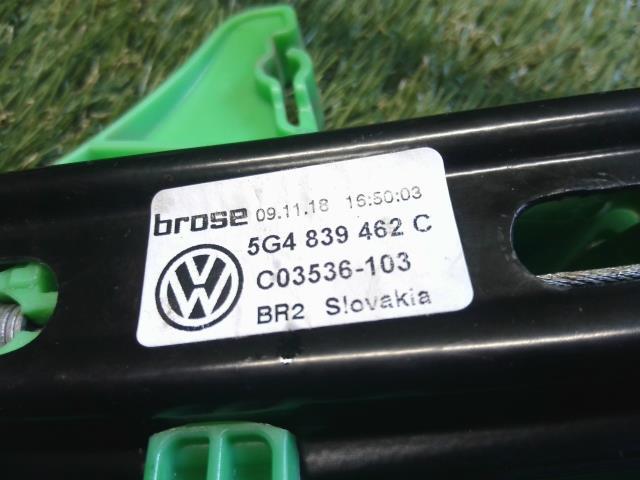 brose 09.11.18 16:50:03
5G4 839 462 C
C03536-103
BR2 Slovakia